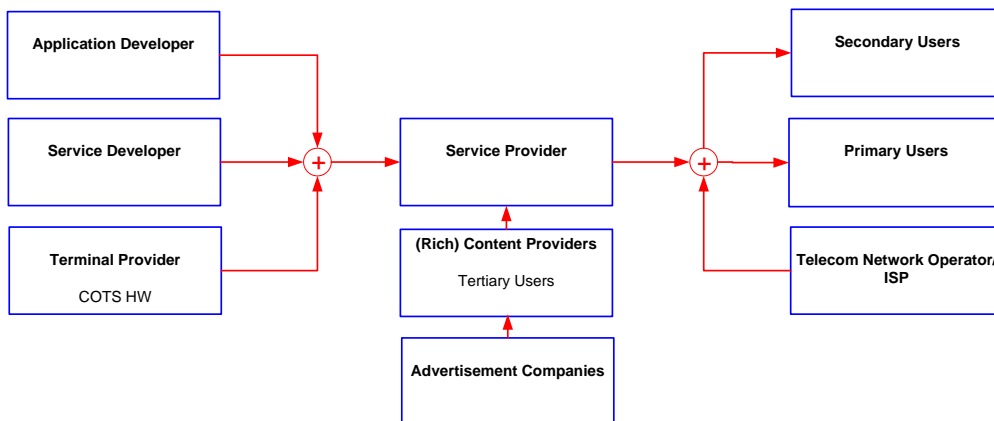 Application Developer
Secondary Users
Service Developer
+
Service Provider
+
Primary Users
Terminal Provider
COTS HW
(Rich) Content Providers
Tertiary Users
Telecom Network Operator/
ISP
Advertisement Companies